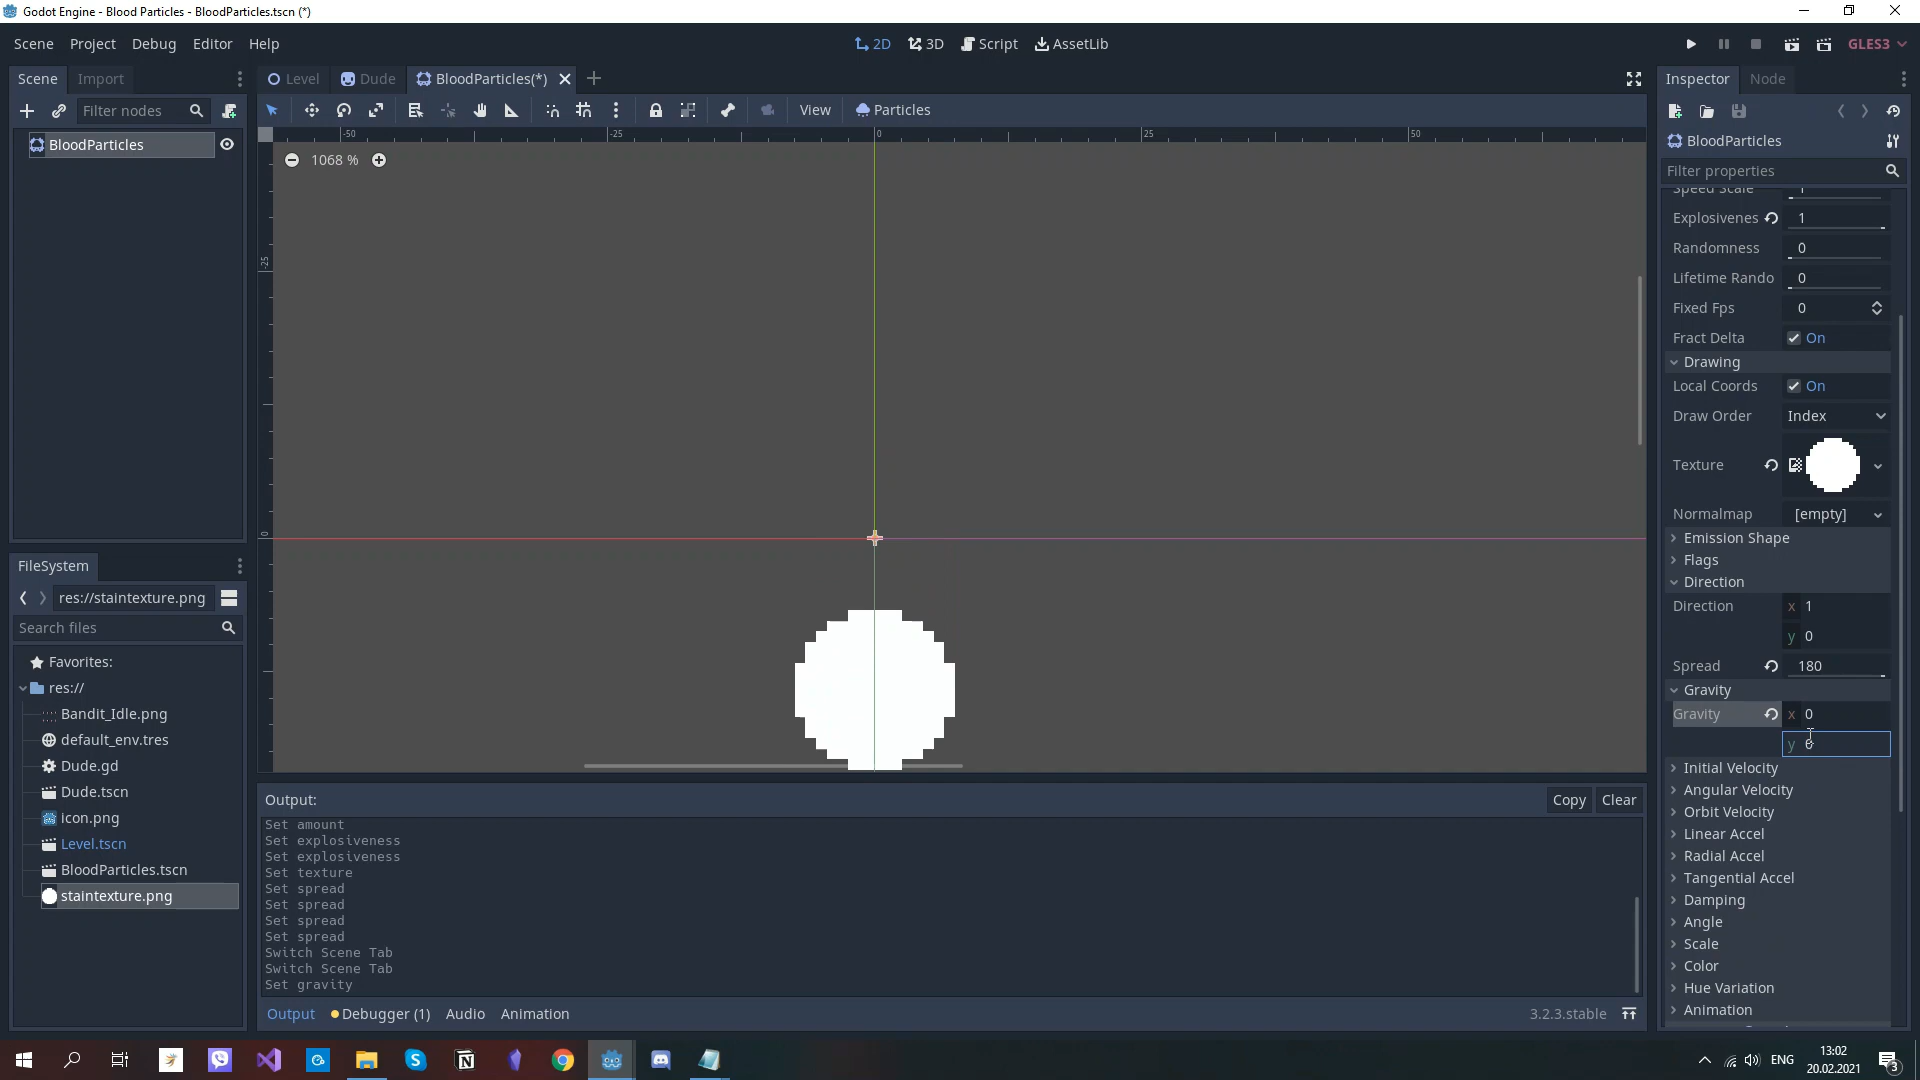 Godot Engine - Blood Particles - BloodParticles.tscn (*)
Scene Project Debug Editor Help
2D 3D Script AssetLib
GLES3
Scene Import
Level Dude BloodParticles(*)
Inspector Node
Filter nodes
View Particles
BloodParticles
-50 -25 0 25 50
BloodParticles
1068 %
Filter properties
Speed Scale 1
-25
Explosivenes 1
Randomness 0
Lifetime Rando 0
Fixed Fps 0
Fract Delta On
Drawing
Local Coords On
Draw Order Index
Texture
Normalmap [empty]
0
Emission Shape
Flags
Direction
Direction x 1
y 0
Spread 180
Gravity
Gravity x 0
y 0
Initial Velocity
Angular Velocity
Orbit Velocity
Linear Accel
Radial Accel
Tangential Accel
Damping
Angle
Scale
Color
Hue Variation
Animation
FileSystem
res://staintexture.png
Search files
Favorites:
res://
Bandit_Idle.png
default_env.tres
Dude.gd
Dude.tscn
icon.png
Level.tscn
BloodParticles.tscn
staintexture.png
Output:
Copy Clear
Set amount
Set explosiveness
Set explosiveness
Set texture
Set spread
Set spread
Set spread
Set spread
Switch Scene Tab
Switch Scene Tab
Set gravity
Output Debugger (1) Audio Animation
3.2.3.stable
ENG
13:02
20.02.2021
3